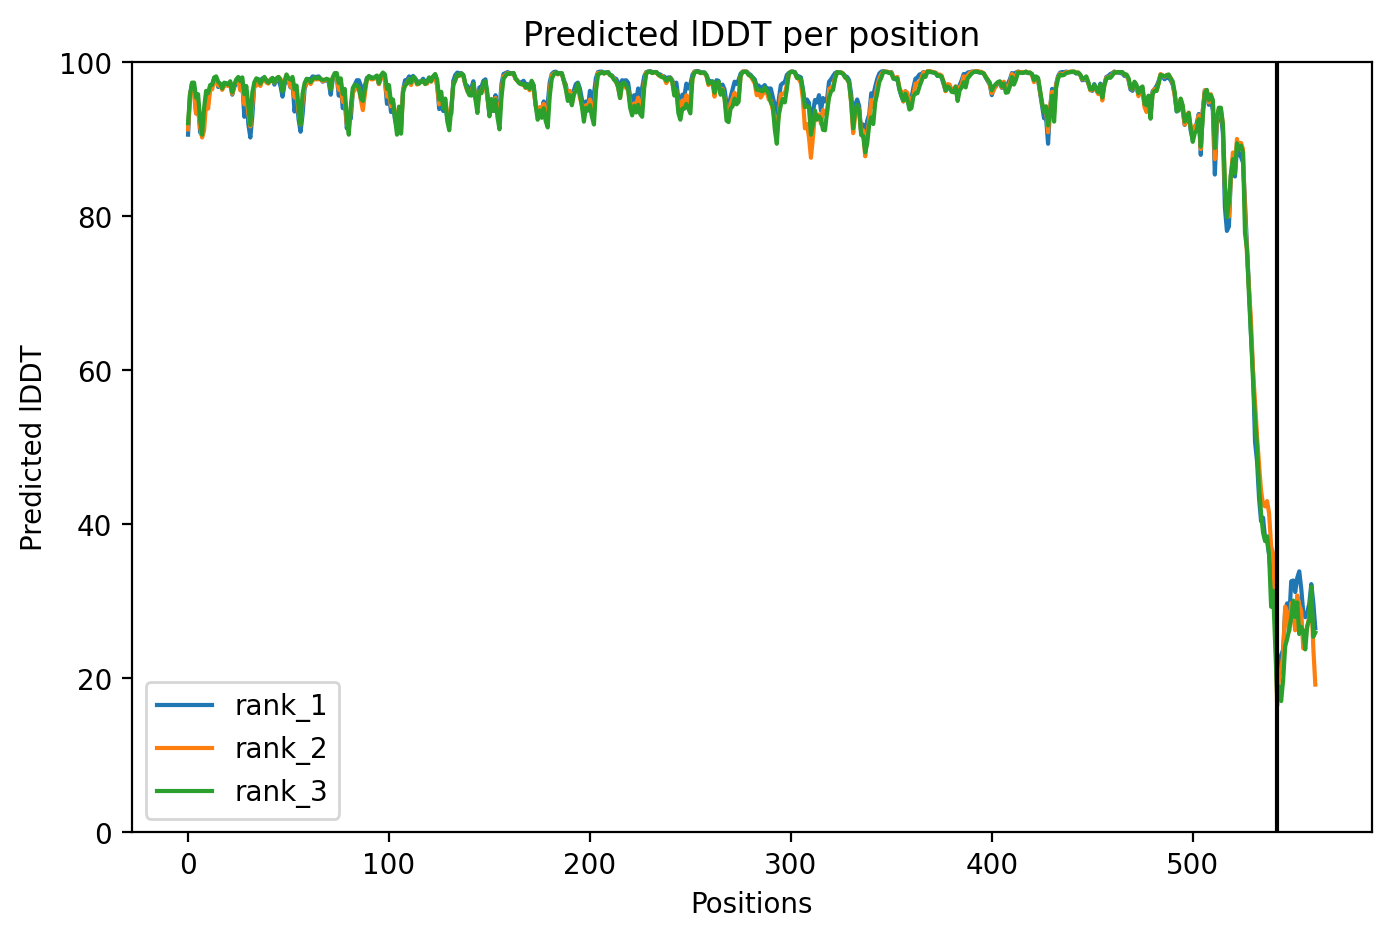 Predicted lDDT per position
Predicted lDDT
100
80
60
40
20
0
rank_1
rank_2
rank_3
0 100 200 300 400 500
Positions